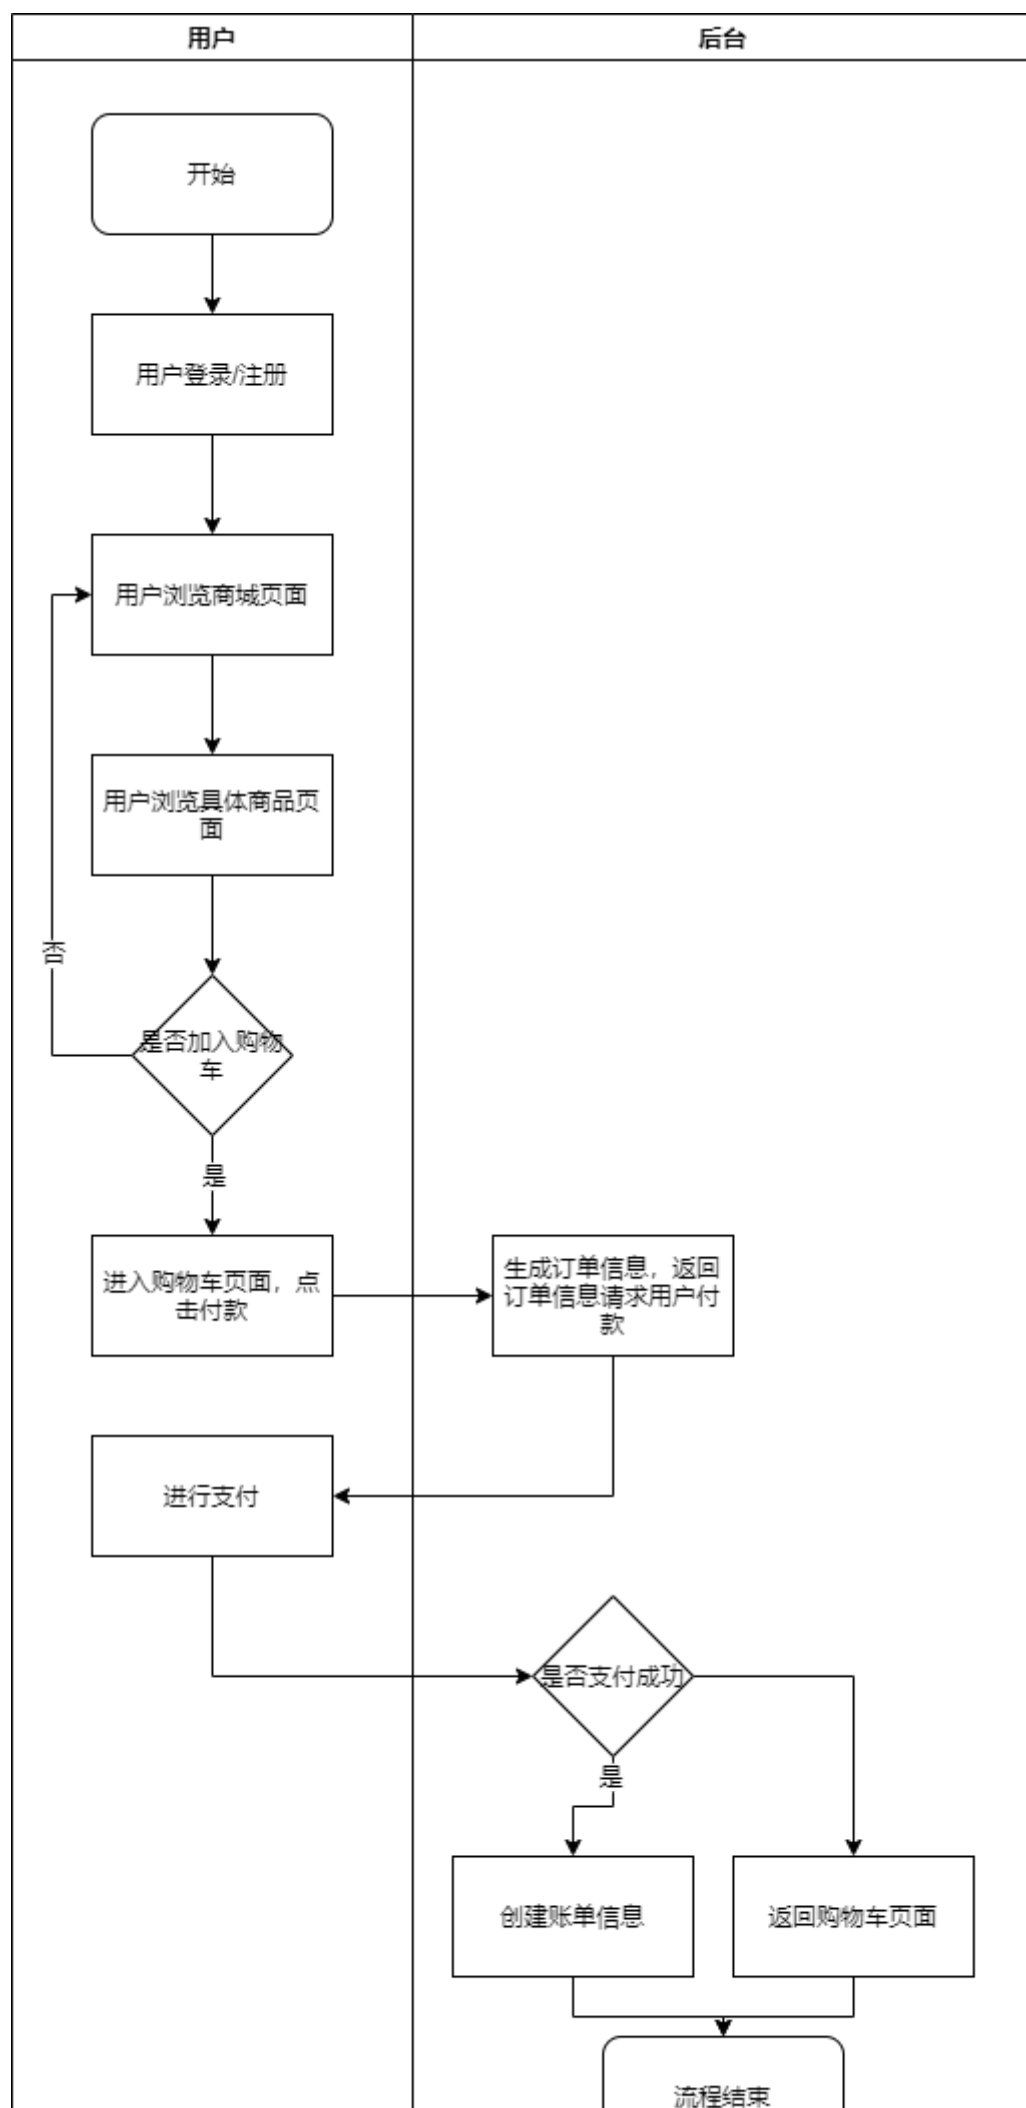 用户
后台
开始
用户登录/注册
用户浏览商城页面
用户浏览具体商品页
面
否
是否加入购物
车
是
进入购物车页面，点
击付款
生成订单信息，返回
订单信息请求用户付
款
进行支付
是否支付成功
是
创建账单信息
返回购物车页面
流程结束